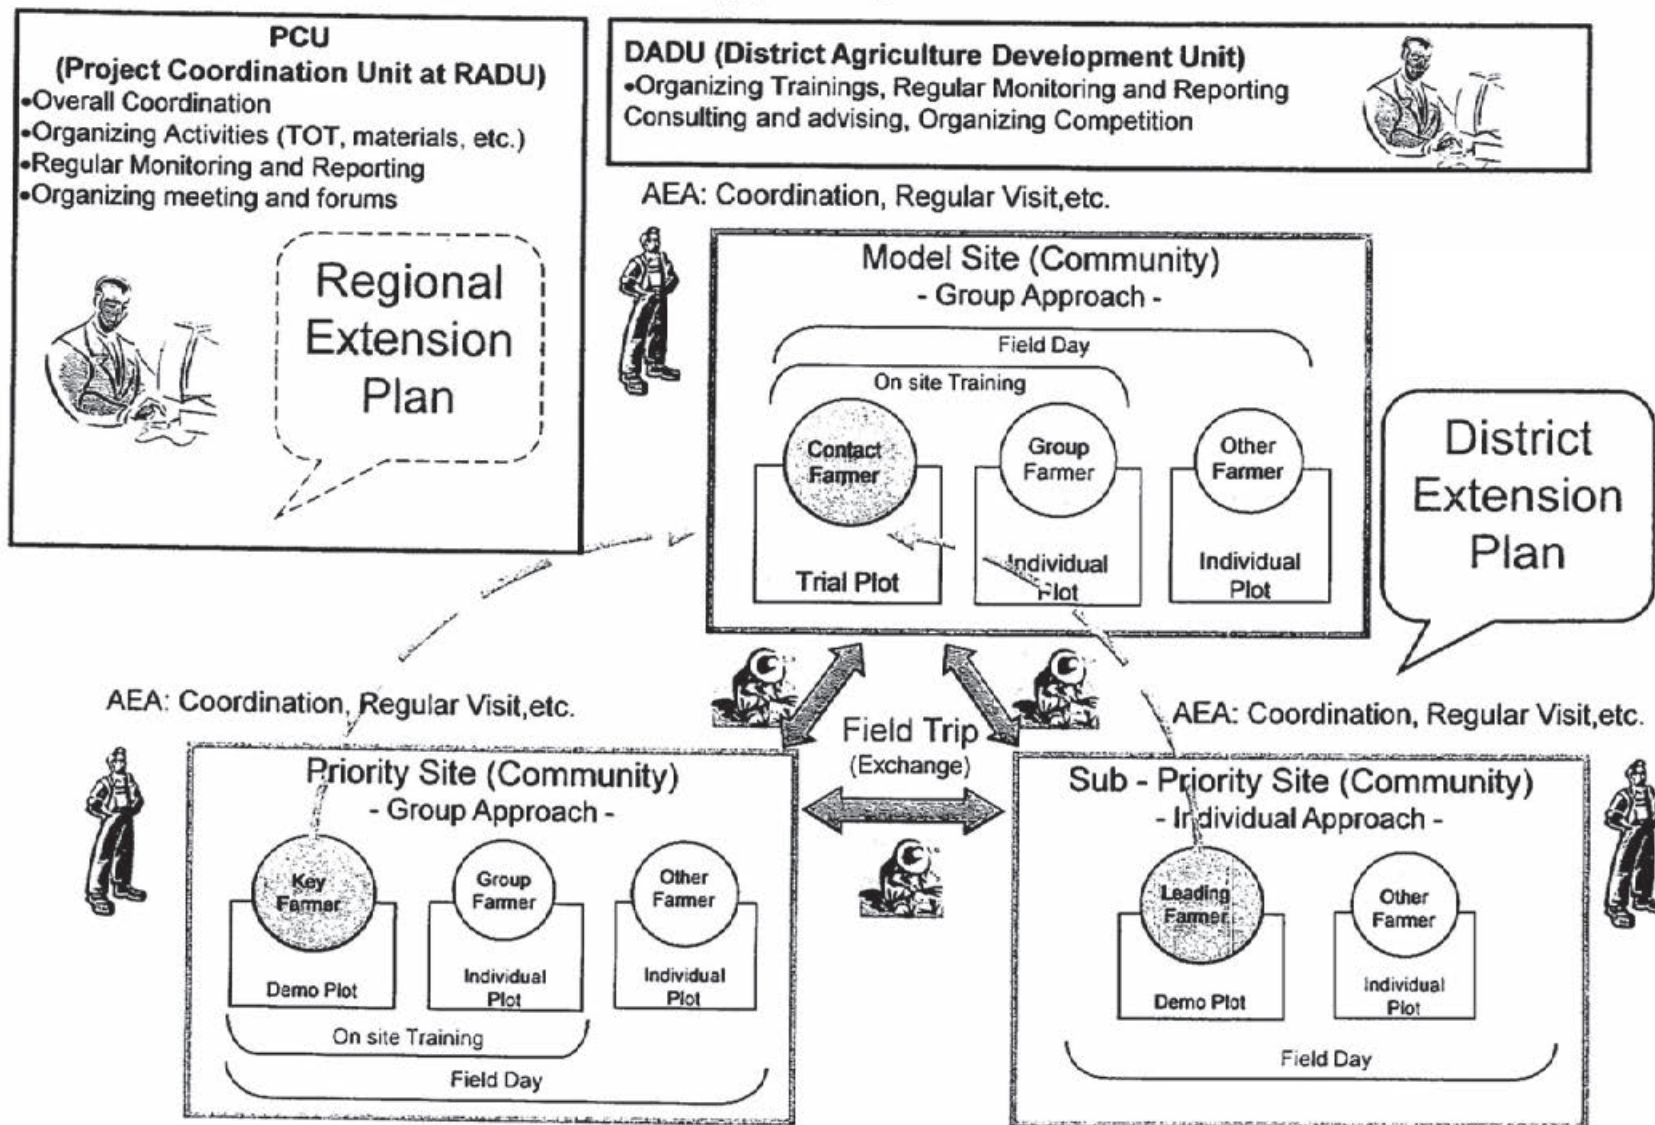 PCU
(Project Coordination Unit at RADU)
•Overall Coordination
•Organizing Activities (TOT, materials, etc.)
•Regular Monitoring and Reporting
•Organizing meeting and forums
Regional
Extension
Plan
DADU (District Agriculture Development Unit)
•Organizing Trainings, Regular Monitoring and Reporting
Consulting and advising, Organizing Competition
AEA: Coordination, Regular Visit,etc.
Model Site (Community)
- Group Approach -
Field Day
On site Training
Contact
Farmer
Trial Plot
Group
Farmer
Individual
Plot
Other
Farmer
Individual
Plot
District
Extension
Plan
AEA: Coordination, Regular Visit,etc.
Field Trip
(Exchange)
AEA: Coordination, Regular Visit,etc.
Priority Site (Community)
- Group Approach -
Key
Farmer
Demo Plot
Group
Farmer
Individual
Plot
Other
Farmer
Individual
Plot
On site Training
Field Day
Sub - Priority Site (Community)
- Individual Approach -
Leading
Farmer
Demo Plot
Other
Farmer
Individual
Plot
Field Day